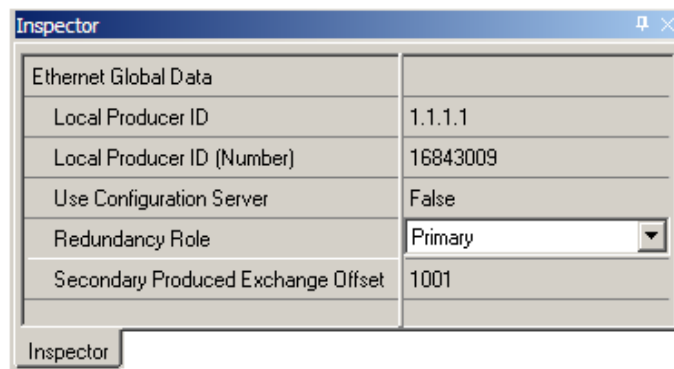 Inspector
Ethernet Global Data
Local Producer ID 1.1.1.1
Local Producer ID (Number) 16843009
Use Configuration Server False
Redundancy Role Primary
Secondary Produced Exchange Offset 1001
Inspector